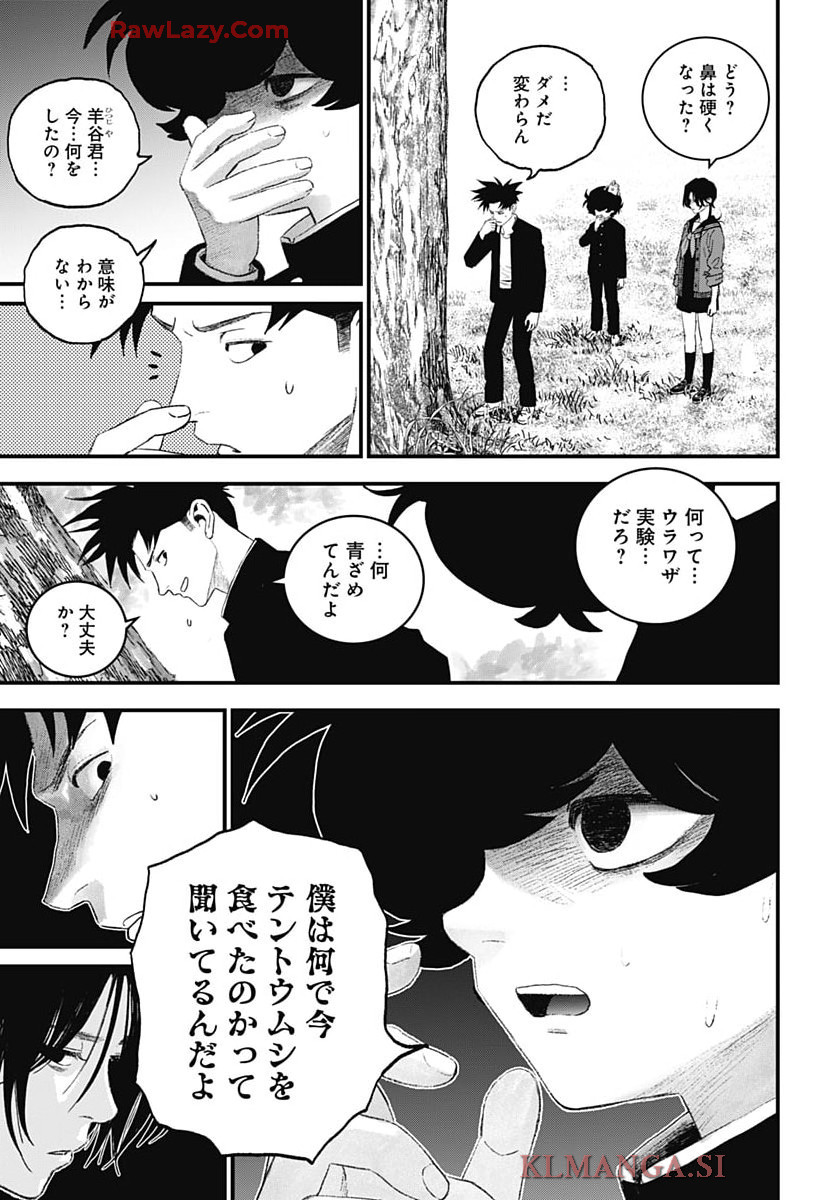 RawLazy.Com
どう？
鼻は硬く
なった？
…
ダメだ
変わらん
羊谷君…
ひつじや
今…何を
したの？
意味が
わから
ない…
何って…
ウラワザ
実験…
だろ？
…何
青ざめ
てんだよ
大丈夫
か？
僕は何で今
テントウムシを
食べたのかって
聞いてるんだよ
KLMANGA.SI